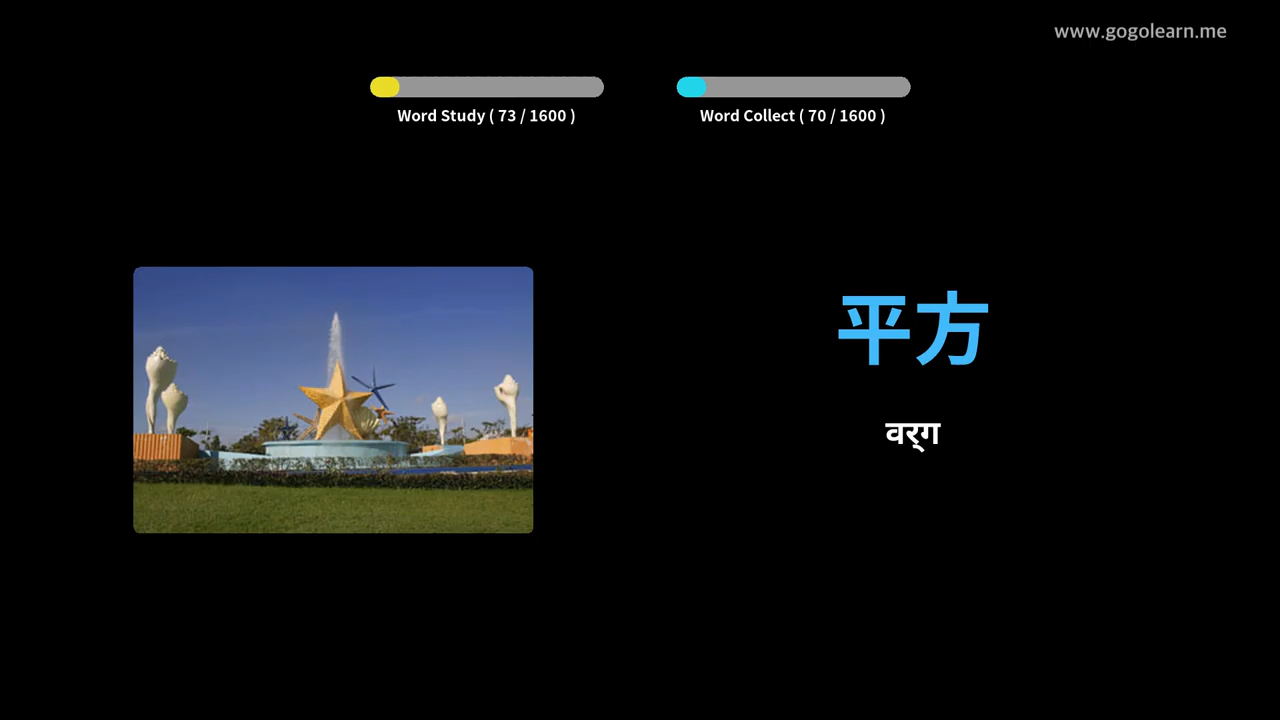 www.gogolearn.me
Word Study ( 73 / 1600 )
Word Collect ( 70 / 1600 )
平方
वर्‌ग